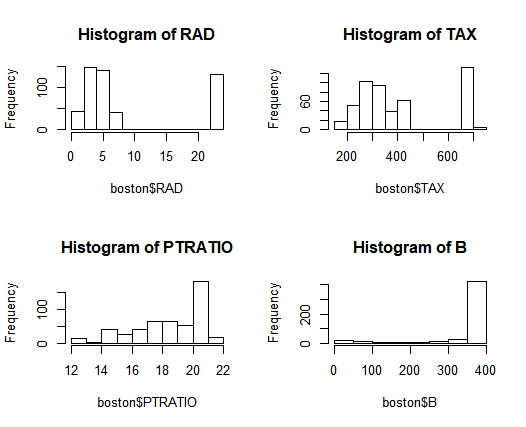 Histogram of RAD
Frequency
0 100
0 5 10 15 20
boston$RAD
Histogram of TAX
Frequency
0 60
200 400 600
boston$TAX
Histogram of PTRATIO
Frequency
0 100
12 14 16 18 20 22
boston$PTRATIO
Histogram of B
Frequency
0 200
0 100 200 300 400
boston$B